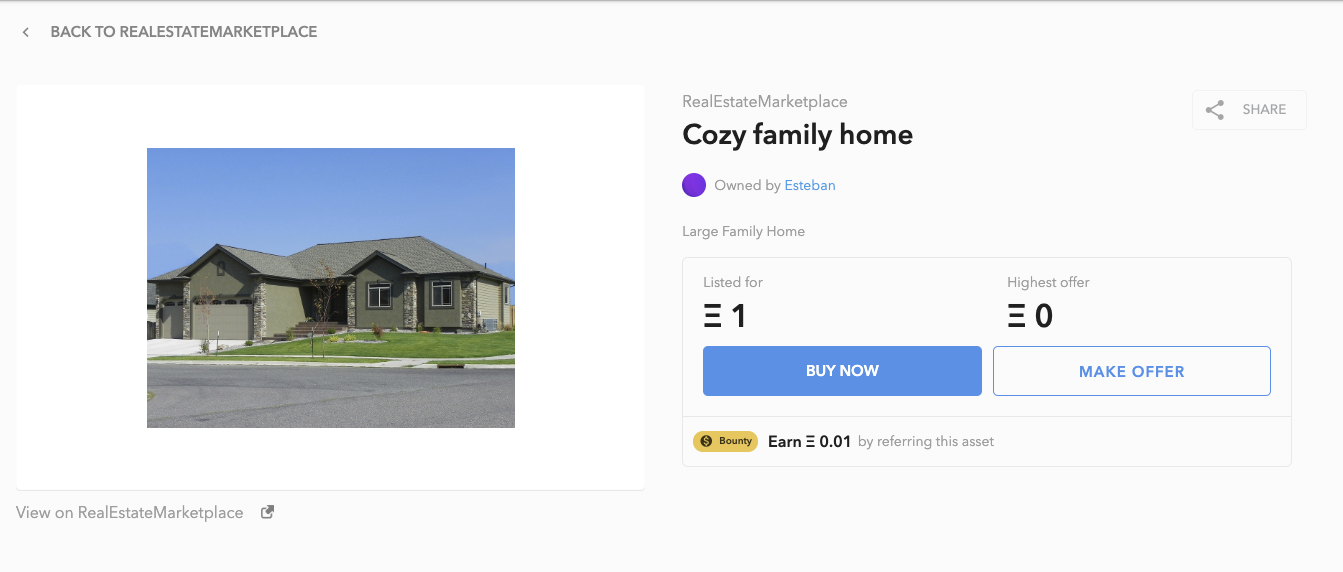 BACK TO REALESTATEMARKETPLACE
RealEstateMarketplace
SHARE
Cozy family home
Owned by Esteban
Large Family Home
Listed for
Ξ 1
Highest offer
Ξ 0
BUY NOW
MAKE OFFER
Bounty Earn Ξ 0.01 by referring this asset
View on RealEstateMarketplace